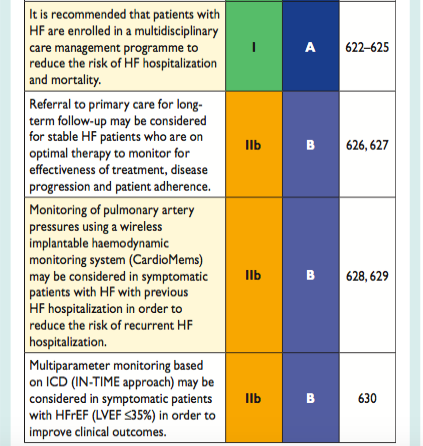 It is recommended that patients with
HF are enrolled in a multidisciplinary
care management programme to
reduce the risk of HF hospitalization
and mortality.
I
A
622–625
Referral to primary care for long-
term follow-up may be considered
for stable HF patients who are on
optimal therapy to monitor for
effectiveness of treatment, disease
progression and patient adherence.
IIb
B
626, 627
Monitoring of pulmonary artery
pressures using a wireless
implantable haemodynamic
monitoring system (CardioMems)
may be considered in symptomatic
patients with HF with previous
HF hospitalization in order to
reduce the risk of recurrent HF
hospitalization.
IIb
B
628, 629
Multiparameter monitoring based
on ICD (IN-TIME approach) may be
considered in symptomatic patients
with HFrEF (LVEF ≤35%) in order to
improve clinical outcomes.
IIb
B
630